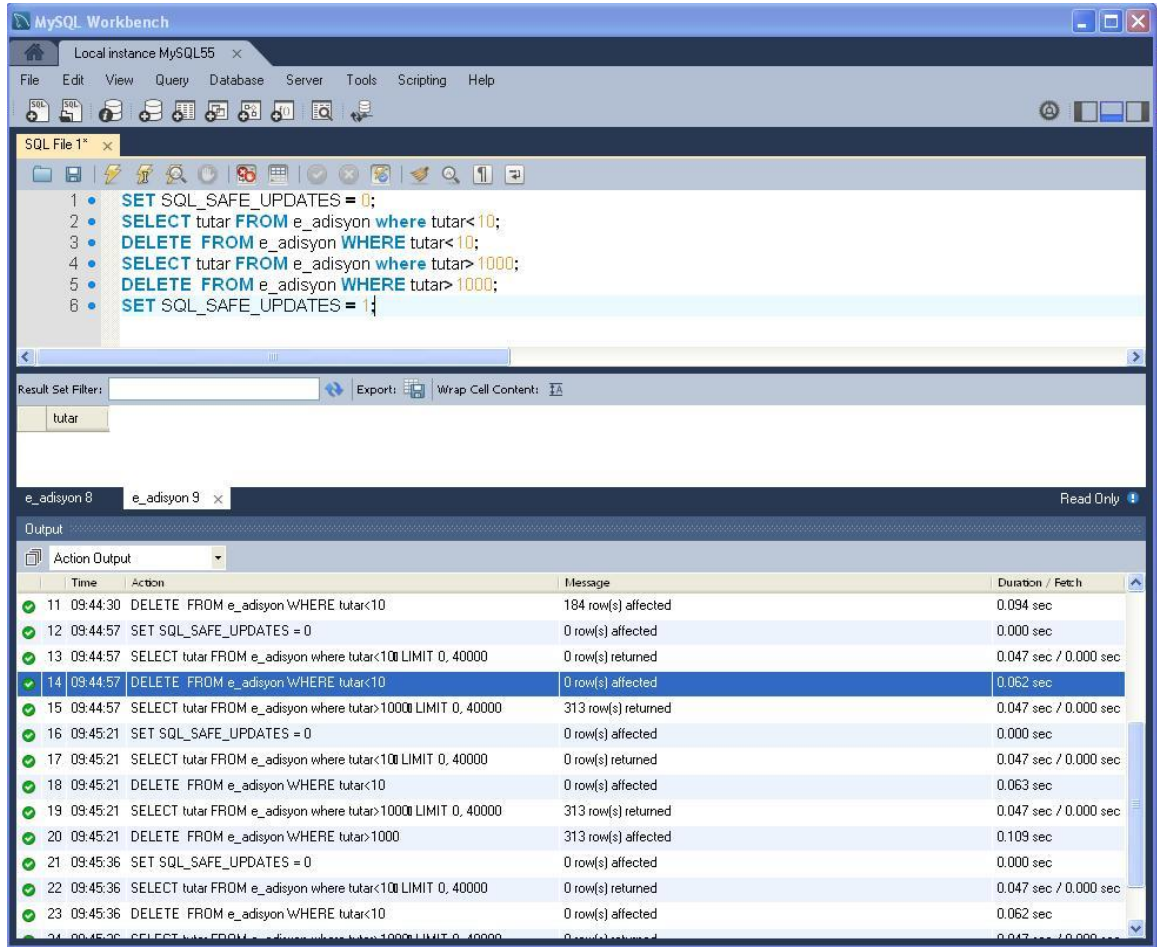 MySQL Workbench
Local instance MySQL55
File Edit View Query Database Server Tools Scripting Help
SQL File 1*
1 SET SQL_SAFE_UPDATES = 0;
2 SELECT tutar FROM e_adisyon where tutar<10;
3 DELETE FROM e_adisyon WHERE tutar<10;
4 SELECT tutar FROM e_adisyon where tutar>1000;
5 DELETE FROM e_adisyon WHERE tutar>1000;
6 SET SQL_SAFE_UPDATES = 1;
Result Set Filter: Export: Wrap Cell Content:
tutar
e_adisyon 8 e_adisyon 9 Read Only
Output
Action Output
Time Action Message Duration / Fetch
11 09:44:30 DELETE FROM e_adisyon WHERE tutar<10 184 row(s) affected 0.094 sec
12 09:44:57 SET SQL_SAFE_UPDATES = 0 0 row(s) affected 0.000 sec
13 09:44:57 SELECT tutar FROM e_adisyon where tutar<10 LIMIT 0, 40000 0 row(s) returned 0.047 sec / 0.000 sec
14 09:44:57 DELETE FROM e_adisyon WHERE tutar<10 0 row(s) affected 0.062 sec
15 09:44:57 SELECT tutar FROM e_adisyon where tutar>1000 LIMIT 0, 40000 313 row(s) returned 0.047 sec / 0.000 sec
16 09:45:21 SET SQL_SAFE_UPDATES = 0 0 row(s) affected 0.000 sec
17 09:45:21 SELECT tutar FROM e_adisyon where tutar<10 LIMIT 0, 40000 0 row(s) returned 0.047 sec / 0.000 sec
18 09:45:21 DELETE FROM e_adisyon WHERE tutar<10 0 row(s) affected 0.063 sec
19 09:45:21 SELECT tutar FROM e_adisyon where tutar>1000 LIMIT 0, 40000 313 row(s) returned 0.047 sec / 0.000 sec
20 09:45:21 DELETE FROM e_adisyon WHERE tutar>1000 313 row(s) affected 0.109 sec
21 09:45:36 SET SQL_SAFE_UPDATES = 0 0 row(s) affected 0.000 sec
22 09:45:36 SELECT tutar FROM e_adisyon where tutar<10 LIMIT 0, 40000 0 row(s) returned 0.047 sec / 0.000 sec
23 09:45:36 DELETE FROM e_adisyon WHERE tutar<10 0 row(s) affected 0.062 sec